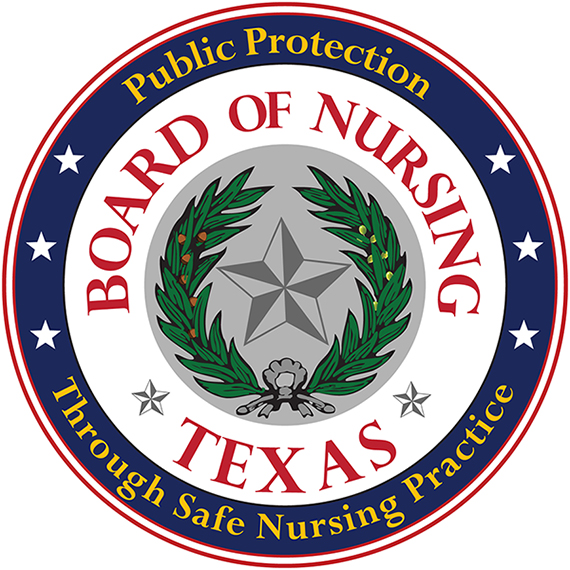 Public Protection
BOARD OF NURSING
TEXAS
Through Safe Nursing Practice